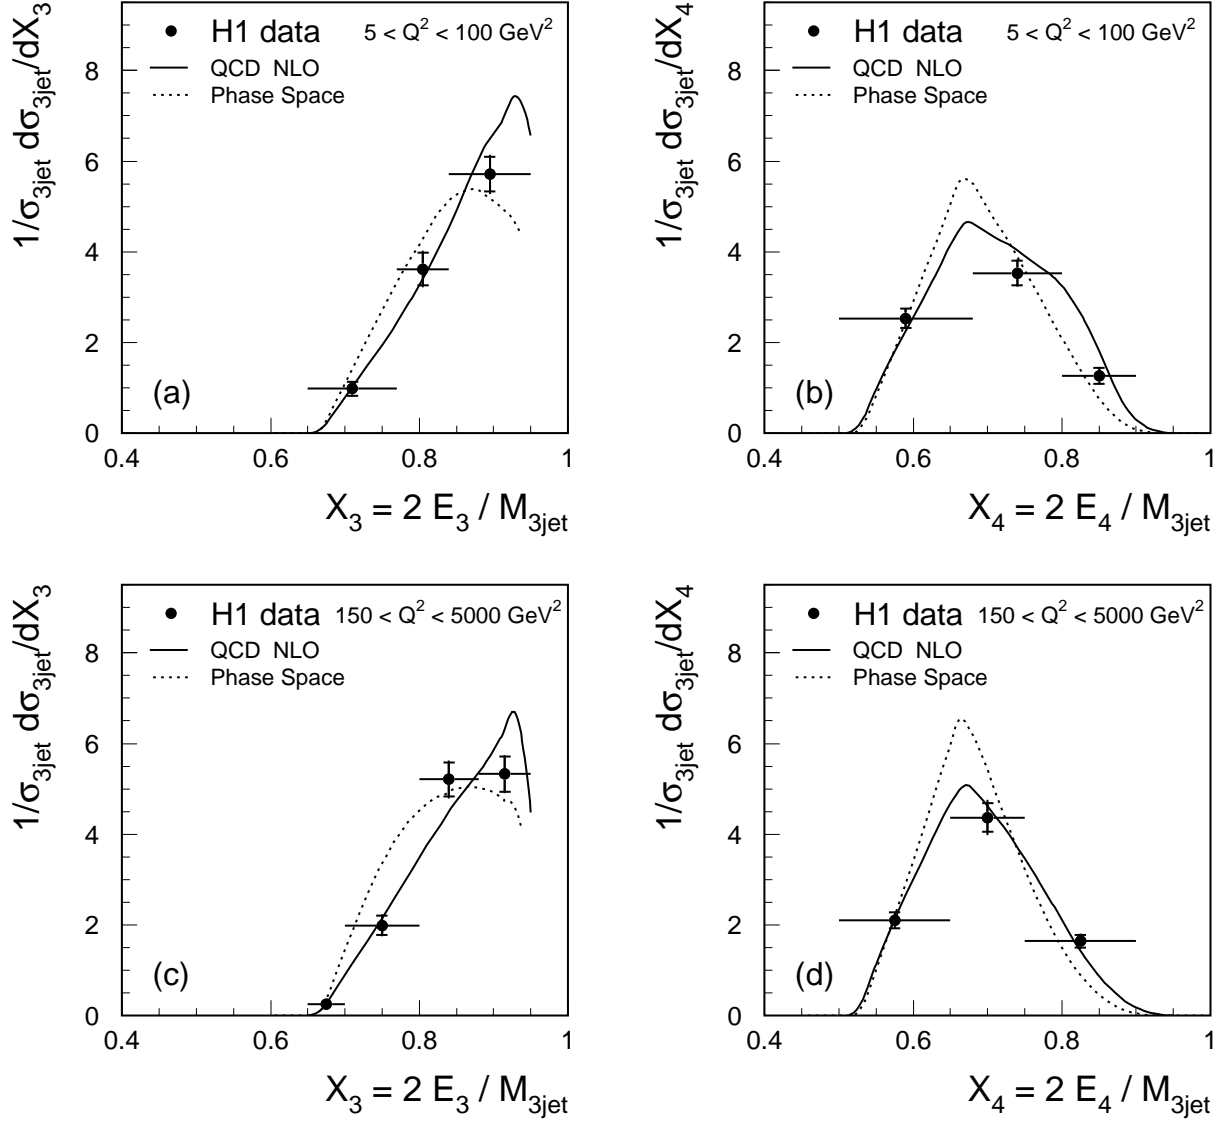 1/σ3jet dσ3jet/dX3
H1 data 5 < Q² < 100 GeV²
QCD NLO
Phase Space
8
6
4
2
0
(a)
0.4 0.6 0.8 1
X3 = 2 E3 / M3jet
1/σ3jet dσ3jet/dX4
H1 data 5 < Q² < 100 GeV²
QCD NLO
Phase Space
8
6
4
2
0
(b)
0.4 0.6 0.8 1
X4 = 2 E4 / M3jet
1/σ3jet dσ3jet/dX3
H1 data 150 < Q² < 5000 GeV²
QCD NLO
Phase Space
8
6
4
2
0
(c)
0.4 0.6 0.8 1
X3 = 2 E3 / M3jet
1/σ3jet dσ3jet/dX4
H1 data 150 < Q² < 5000 GeV²
QCD NLO
Phase Space
8
6
4
2
0
(d)
0.4 0.6 0.8 1
X4 = 2 E4 / M3jet